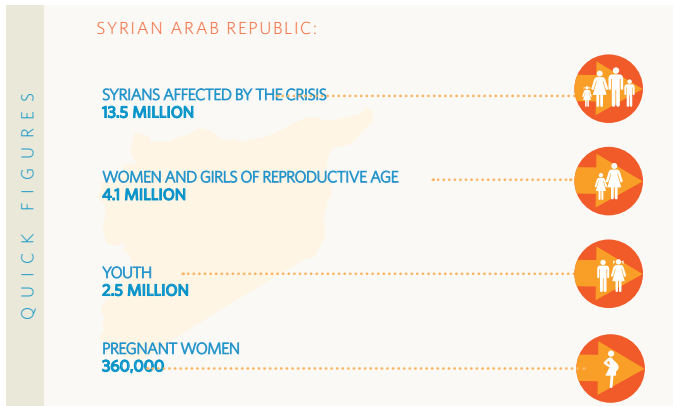 QUICK FIGURES
SYRIAN ARAB REPUBLIC:
SYRIANS AFFECTED BY THE CRISIS
13.5 MILLION
WOMEN AND GIRLS OF REPRODUCTIVE AGE
4.1 MILLION
YOUTH
2.5 MILLION
PREGNANT WOMEN
360,000